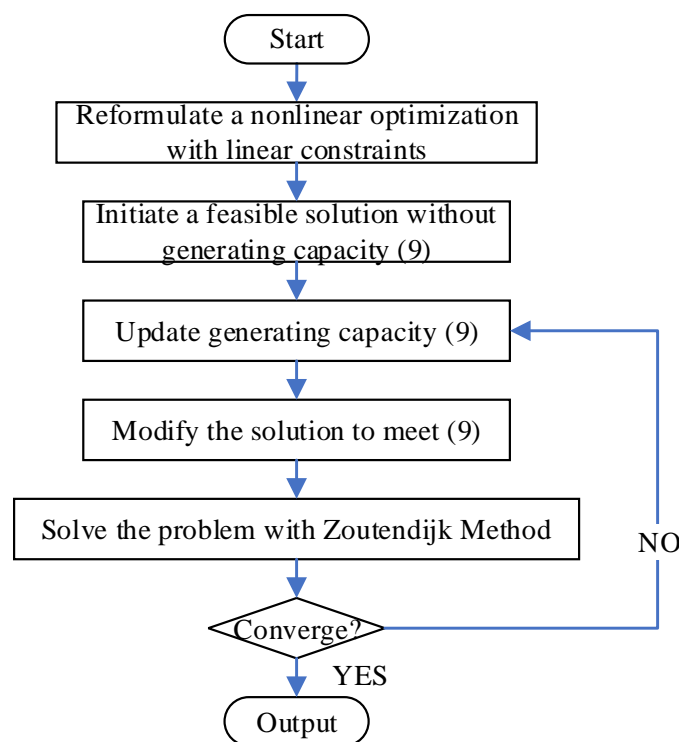 Start
Reformulate a nonlinear optimization
with linear constraints
Initiate a feasible solution without
generating capacity (9)
Update generating capacity (9)
Modify the solution to meet (9)
Solve the problem with Zoutendijk Method
NO
Converge?
YES
Output